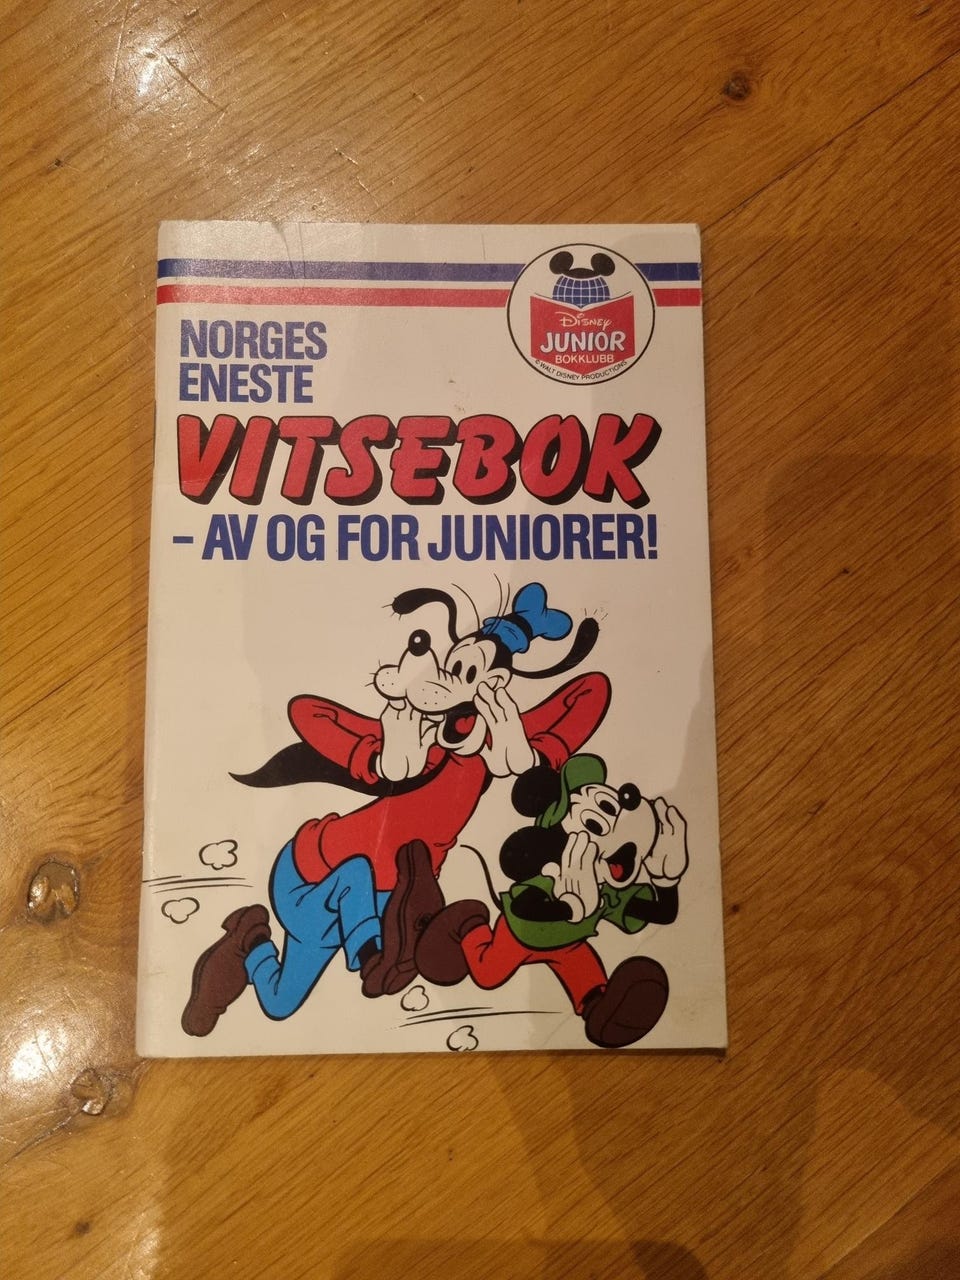 Disney
JUNIOR
BOKKLUBB
© WALT DISNEY PRODUCTIONS
NORGES
ENESTE
VITSEBOK
- AV OG FOR JUNIORER!